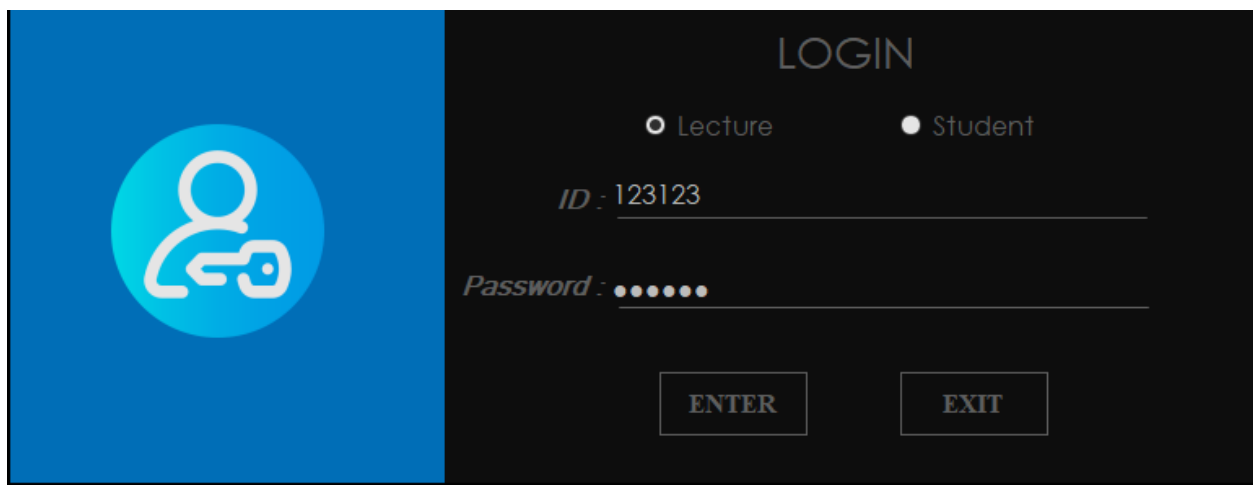 LOGIN
Lecture Student
ID : 123123
Password : ●●●●●●
ENTER EXIT